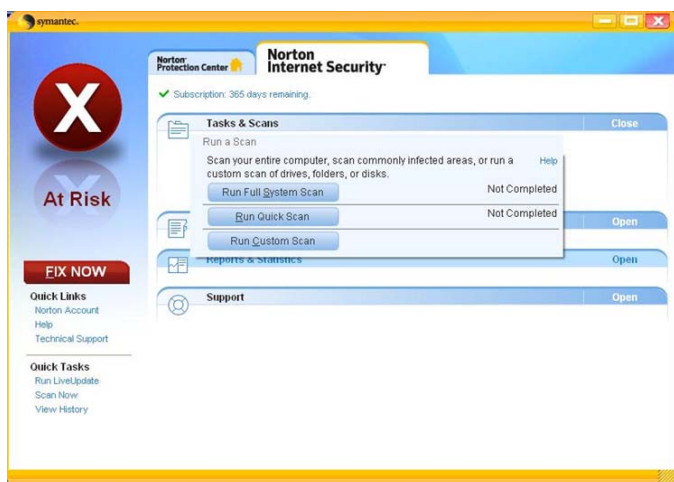 symantec.
Norton
Protection Center
Norton
Internet Security
Subscription: 365 days remaining.
X
At Risk
FIX NOW
Quick Links
Norton Account
Help
Technical Support
Quick Tasks
Run LiveUpdate
Scan Now
View History
Tasks & Scans Close
Run a Scan
Scan your entire computer, scan commonly infected areas, or run a Help
custom scan of drives, folders, or disks.
Run Full System Scan Not Completed
Run Quick Scan Not Completed
Run Custom Scan
Open
Reports & Statistics Open
Support Open